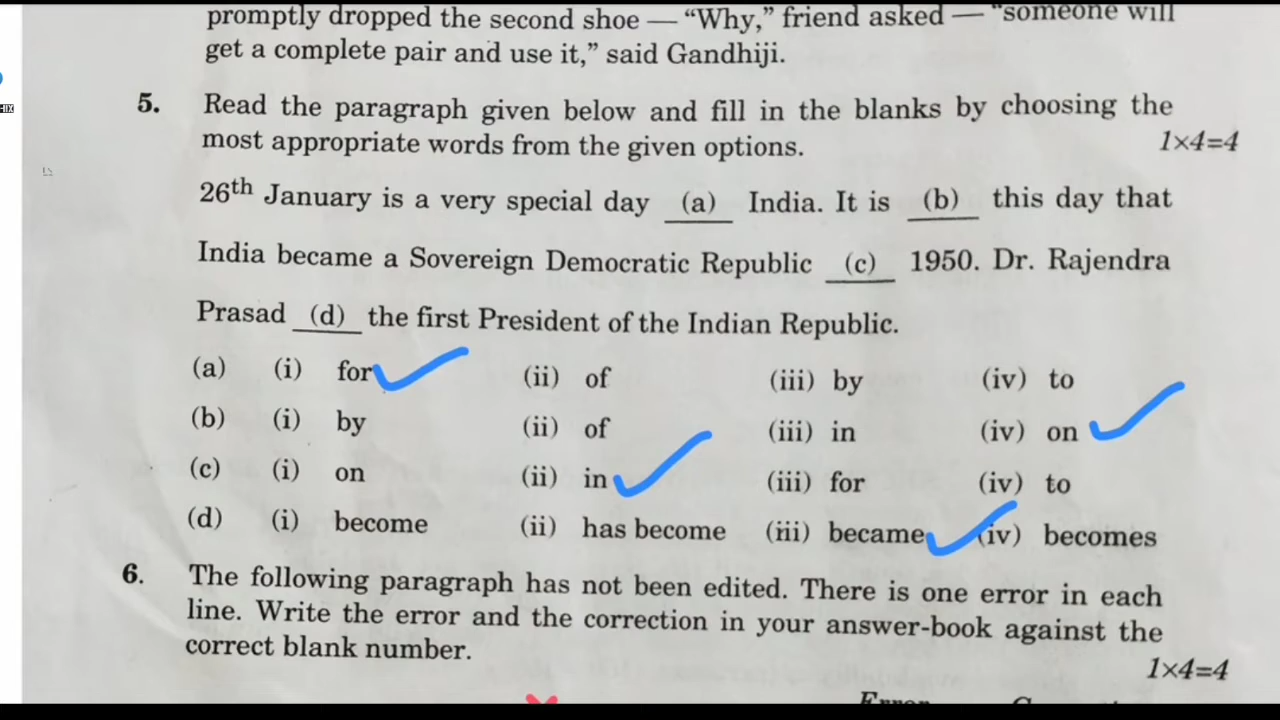 promptly dropped the second shoe — “Why,” friend asked — “someone will
get a complete pair and use it,” said Gandhiji.
5. Read the paragraph given below and fill in the blanks by choosing the
most appropriate words from the given options. 1×4=4
26th January is a very special day (a) India. It is (b) this day that
India became a Sovereign Democratic Republic (c) 1950. Dr. Rajendra
Prasad (d) the first President of the Indian Republic.
(a) (i) for (ii) of (iii) by (iv) to
(b) (i) by (ii) of (iii) in (iv) on
(c) (i) on (ii) in (iii) for (iv) to
(d) (i) become (ii) has become (iii) became (iv) becomes
6. The following paragraph has not been edited. There is one error in each
line. Write the error and the correction in your answer-book against the
correct blank number.
1×4=4